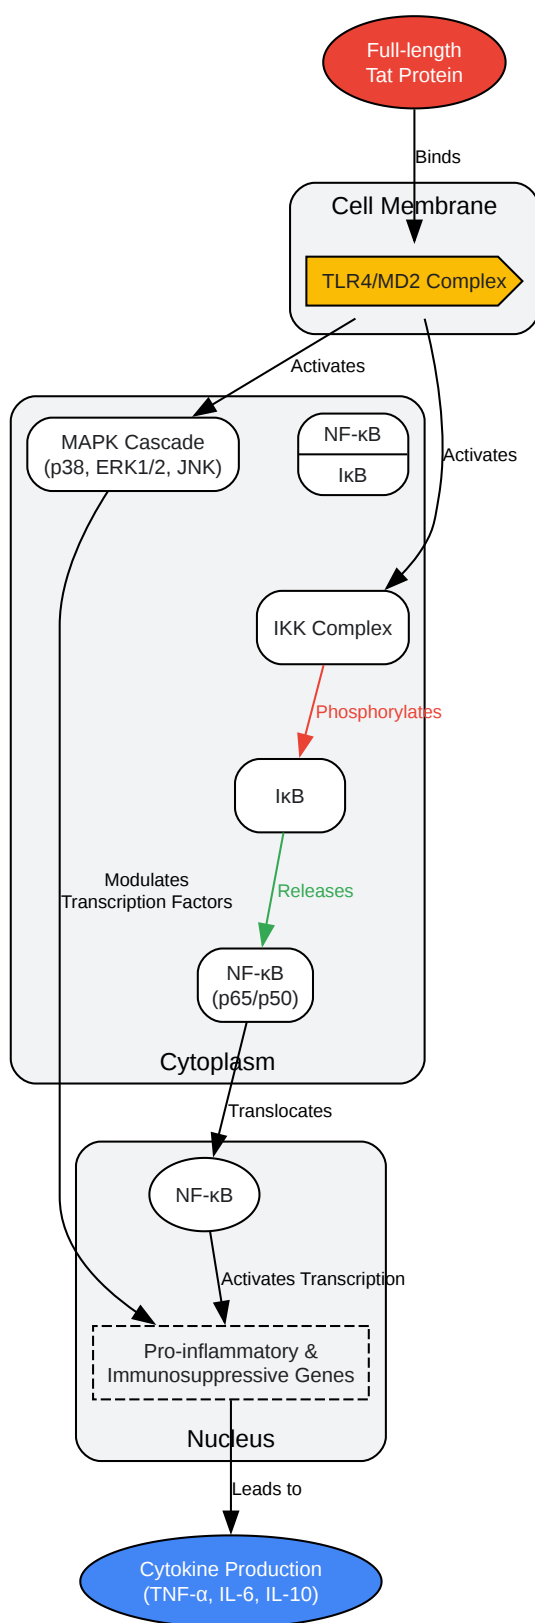 Full-length
Tat Protein
Binds
Cell Membrane
TLR4/MD2 Complex
Activates
MAPK Cascade
(p38, ERK1/2, JNK)
NF-κB
IκB
Activates
IKK Complex
Phosphorylates
IκB
Modulates
Transcription Factors
Releases
NF-κB
(p65/p50)
Cytoplasm
Translocates
NF-κB
Activates Transcription
Pro-inflammatory &
Immunosuppressive Genes
Nucleus
Leads to
Cytokine Production
(TNF-α, IL-6, IL-10)